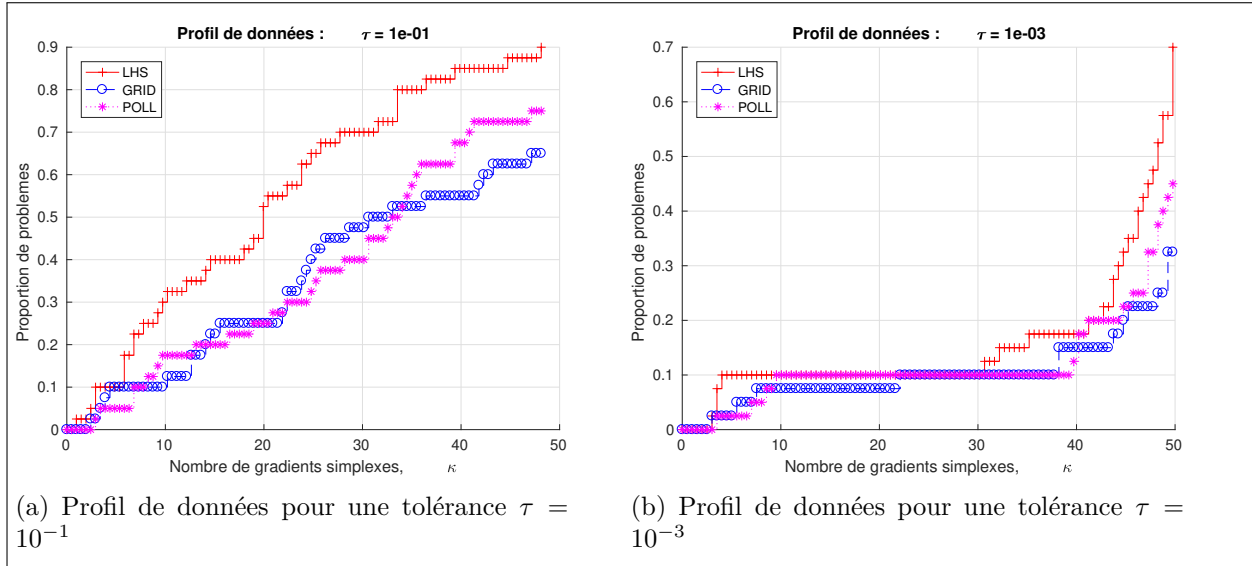 Profil de données : τ = 1e-01
0.9
0.8
0.7
0.6
0.5
0.4
0.3
0.2
0.1
0
Proportion de problemes
LHS
GRID
POLL
0 10 20 30 40 50
Nombre de gradients simplexes, κ
(a) Profil de données pour une tolérance τ =
10⁻¹
Profil de données : τ = 1e-03
0.7
0.6
0.5
0.4
0.3
0.2
0.1
0
Proportion de problemes
LHS
GRID
POLL
0 10 20 30 40 50
Nombre de gradients simplexes, κ
(b) Profil de données pour une tolérance τ =
10⁻³